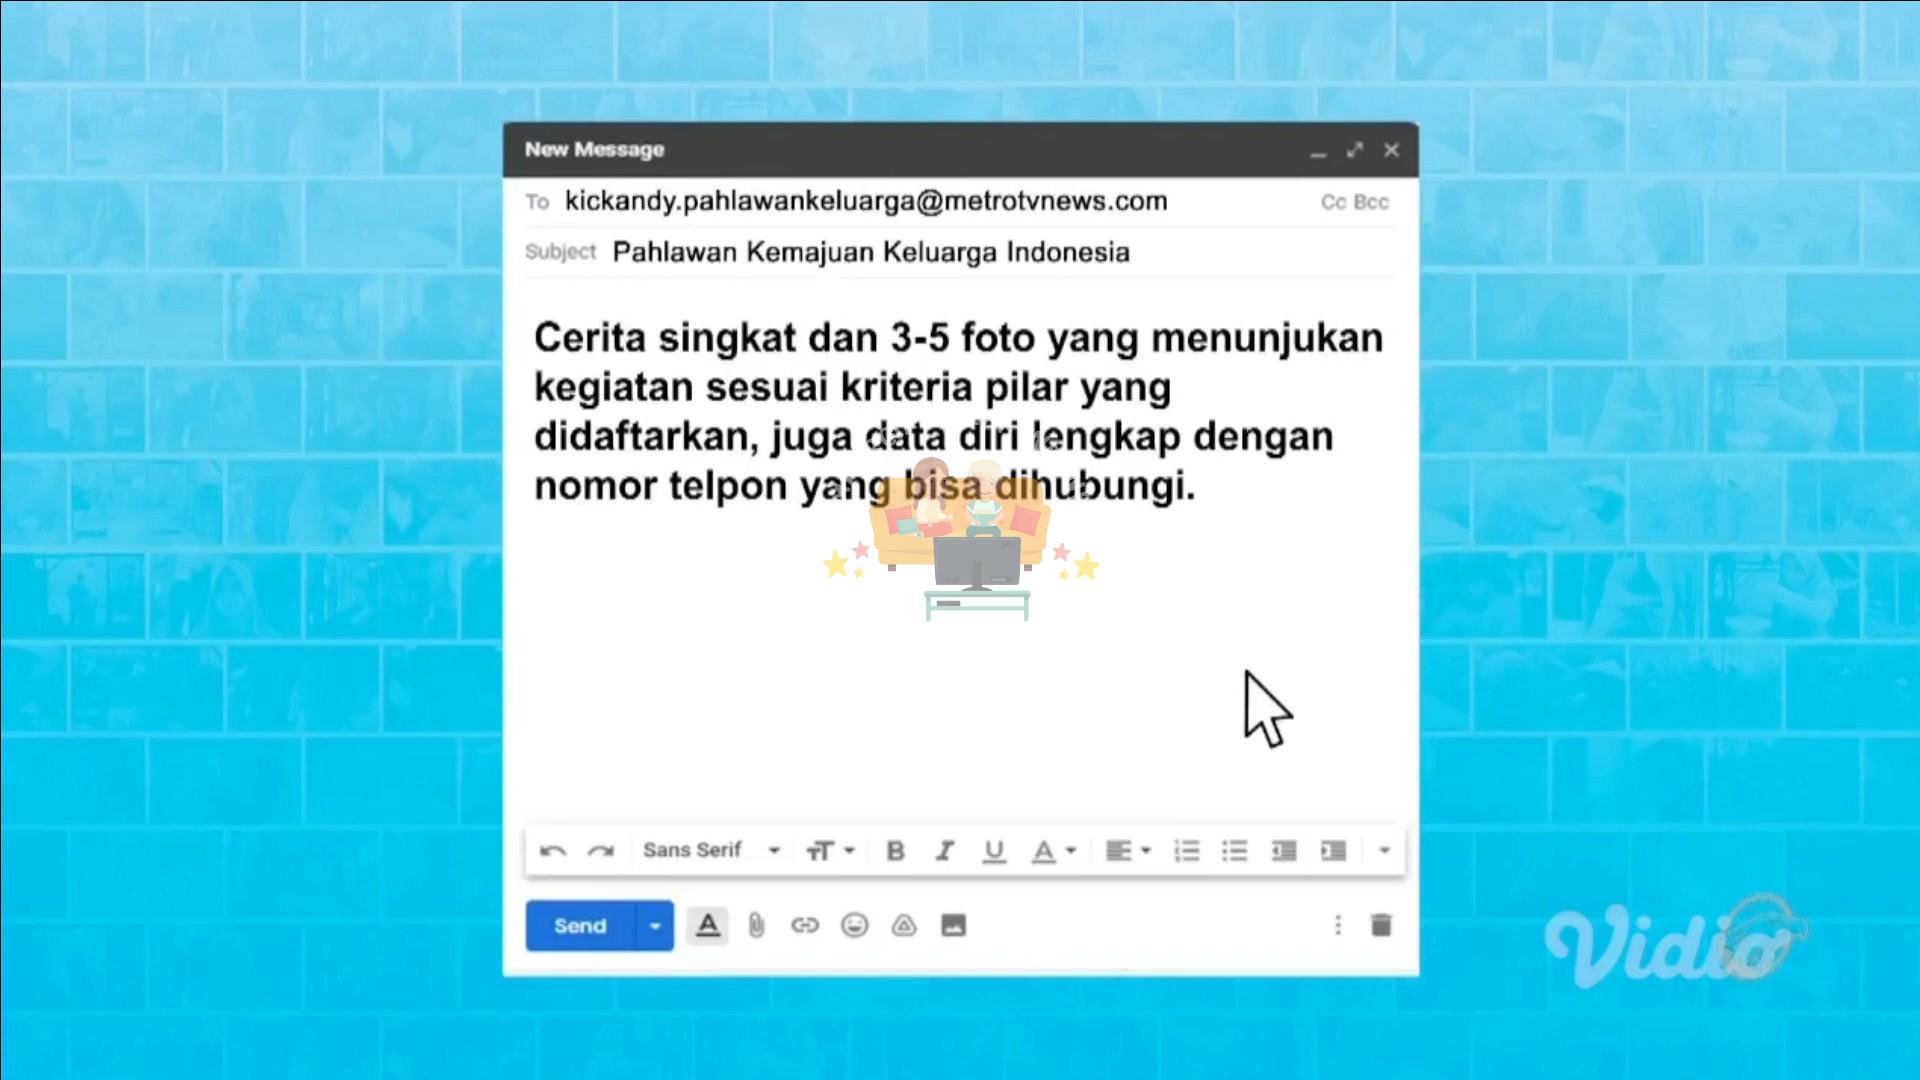 New Message
To kickandy.pahlawankeluarga@metrotvnews.com Cc Bcc
Subject Pahlawan Kemajuan Keluarga Indonesia
Cerita singkat dan 3-5 foto yang menunjukan
kegiatan sesuai kriteria pilar yang
didaftarkan, juga data diri lengkap dengan
nomor telpon yang bisa dihubungi.
Sans Serif
Send
Vidio